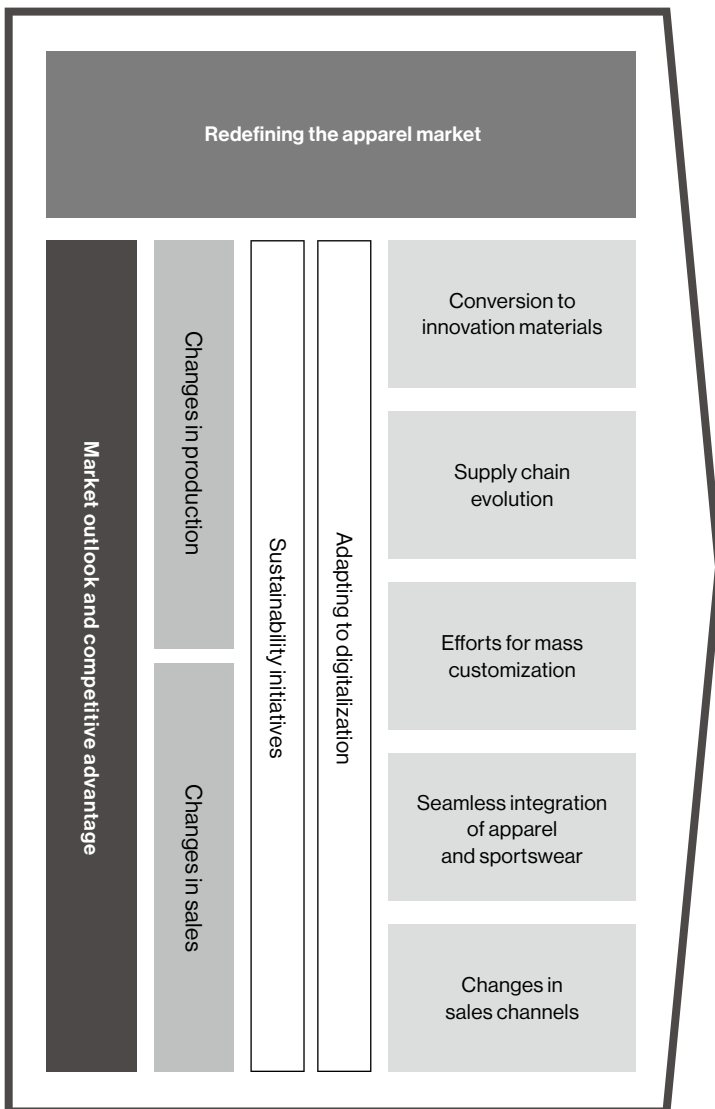 Redefining the apparel market
Market outlook and competitive advantage
Changes in production
Changes in sales
Sustainability initiatives
Adapting to digitalization
Conversion to
innovation materials
Supply chain
evolution
Efforts for mass
customization
Seamless integration
of apparel
and sportswear
Changes in
sales channels